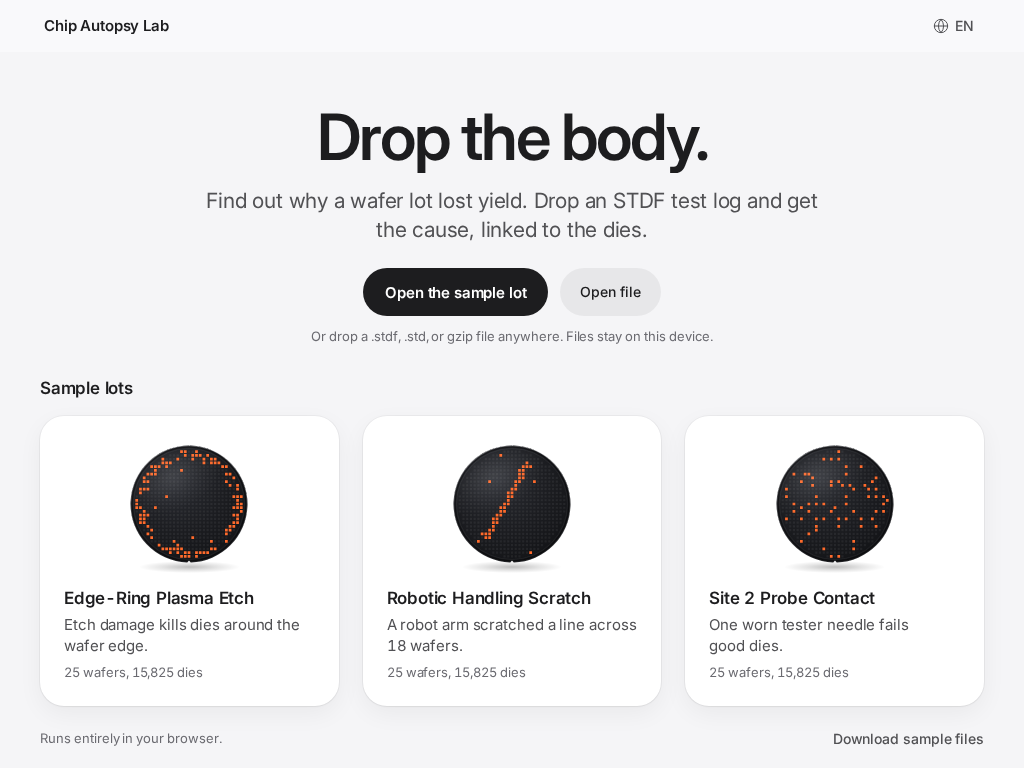 Chip Autopsy Lab
EN
Drop the body.
Find out why a wafer lot lost yield. Drop an STDF test log and get
the cause, linked to the dies.
Open the sample lot
Open file
Or drop a .stdf, .std, or gzip file anywhere. Files stay on this device.
Sample lots
Edge-Ring Plasma Etch
Etch damage kills dies around the
wafer edge.
25 wafers, 15,825 dies
Robotic Handling Scratch
A robot arm scratched a line across
18 wafers.
25 wafers, 15,825 dies
Site 2 Probe Contact
One worn tester needle fails
good dies.
25 wafers, 15,825 dies
Runs entirely in your browser.
Download sample files